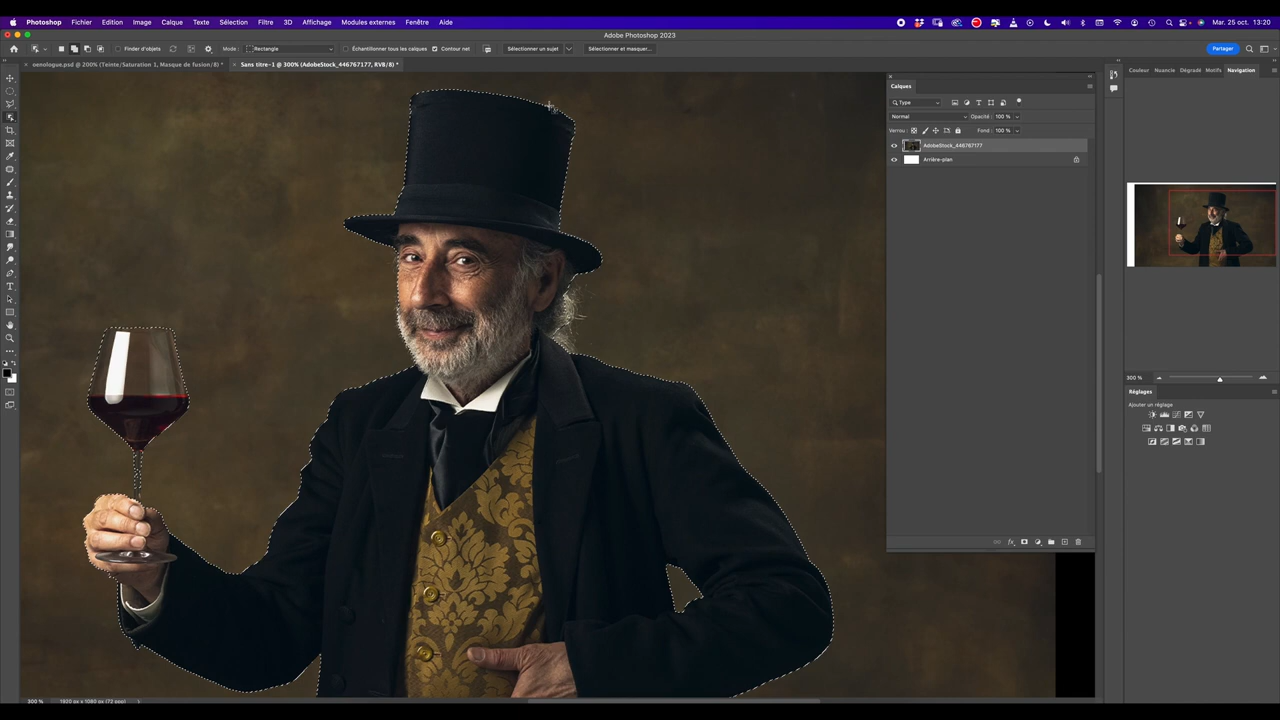 Photoshop Fichier Edition Image Calque Texte Sélection Filtre 3D Affichage Modules externes Fenêtre Aide Mar. 25 oct. 13:20
Adobe Photoshop 2023
Finder d'objets Mode : Rectangle Échantillonner tous les calques Contour net Sélectionner un sujet Sélectionner et masquer... Partager
oenologue.psd @ 200% (Teinte/Saturation 1, Masque de fusion/8) * Sans titre-1 @ 300% (AdobeStock_446767177, RVB/8) *
Couleur Nuancie Dégradé Motifs Navigation
Calques
Type
Normal Opacité : 100 %
Verrou : Fond : 100 %
AdobeStock_446767177
Arrière-plan
300 %
Réglages
Ajouter un réglage
300 % 1920 px x 1080 px (72 ppp)